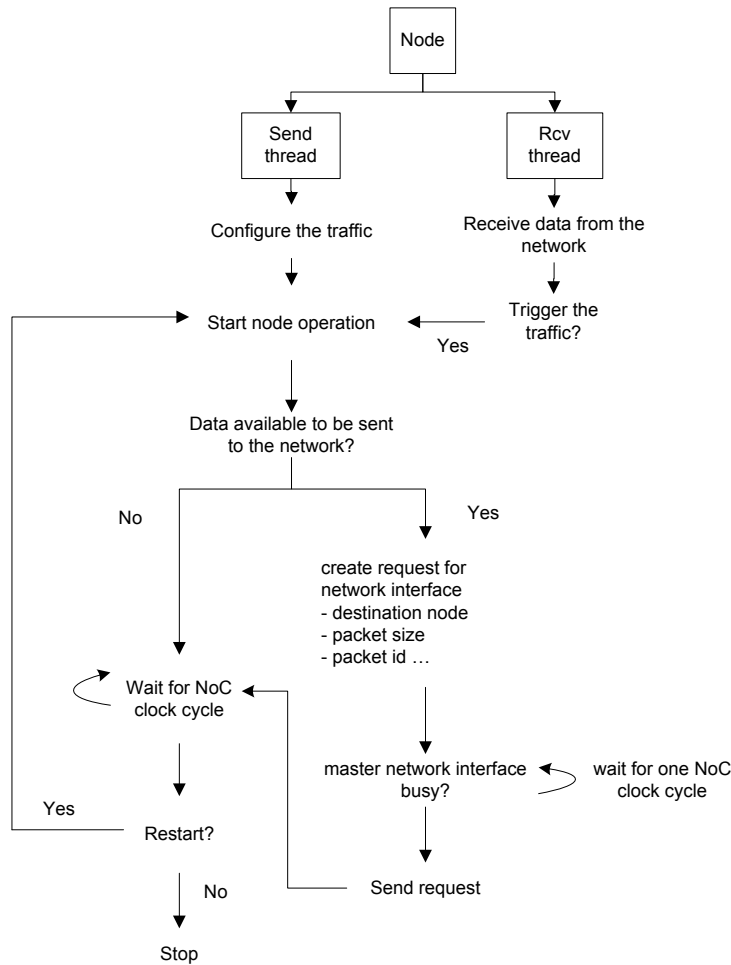 Node
Send
thread
Rcv
thread
Configure the traffic
Receive data from the
network
Start node operation
Yes
Trigger the
traffic?
Data available to be sent
to the network?
No
Yes
create request for
network interface
- destination node
- packet size
- packet id …
Wait for NoC
clock cycle
master network interface
busy?
wait for one NoC
clock cycle
Yes
Restart?
Send request
No
Stop